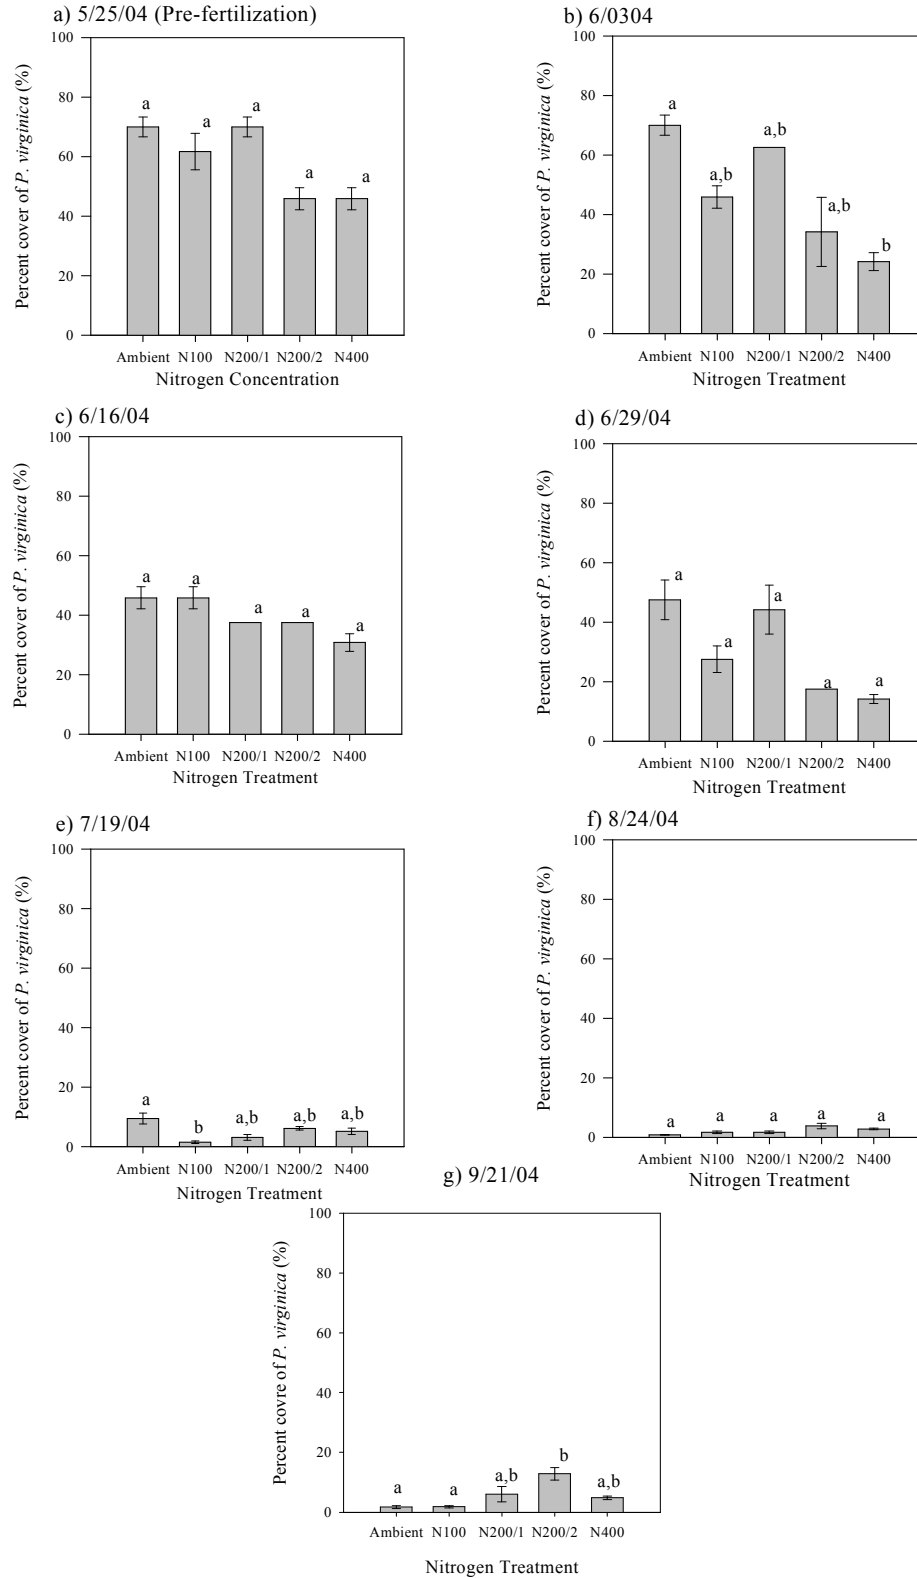 a) 5/25/04 (Pre-fertilization)
100
80
60
40
20
0
Percent cover of P. virginica (%)
a
a
a
a
a
Ambient N100 N200/1 N200/2 N400
Nitrogen Concentration
b) 6/0304
100
80
60
40
20
0
Percent cover of P. virginica (%)
a
a,b
a,b
a,b
b
Ambient N100 N200/1 N200/2 N400
Nitrogen Treatment
c) 6/16/04
100
80
60
40
20
0
Percent cover of P. virginica (%)
a
a
a
a
a
Ambient N100 N200/1 N200/2 N400
Nitrogen Treatment
d) 6/29/04
100
80
60
40
20
0
Percent cover of P. virginica (%)
a
a
a
a
a
Ambient N100 N200/1 N200/2 N400
Nitrogen Treatment
e) 7/19/04
100
80
60
40
20
0
Percent cover of P. virginica (%)
a
b
a,b
a,b
a,b
Ambient N100 N200/1 N200/2 N400
Nitrogen Treatment
f) 8/24/04
100
80
60
40
20
0
Percent cover of P. virginica (%)
a
a
a
a
a
Ambient N100 N200/1 N200/2 N400
Nitrogen Treatment
g) 9/21/04
100
80
60
40
20
0
Percent covre of P. virginica (%)
a
a
a,b
b
a,b
Ambient N100 N200/1 N200/2 N400
Nitrogen Treatment